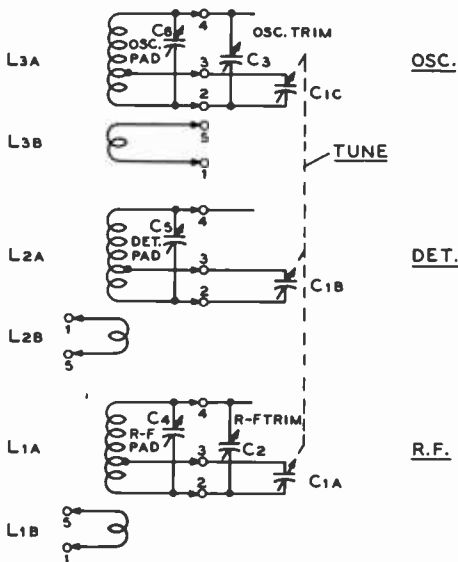 C6 4 OSC. TRIM
L3A OSC. PAD 3 C3 OSC.
2 C1C
L3B 5
1 TUNE
C5 4
L2A DET. PAD 3 DET.
2 C1B
1
L2B
5
C4 4 R-F TRIM
L1A R-F PAD 3 C2 R.F.
2 C1A
5
L1B
1